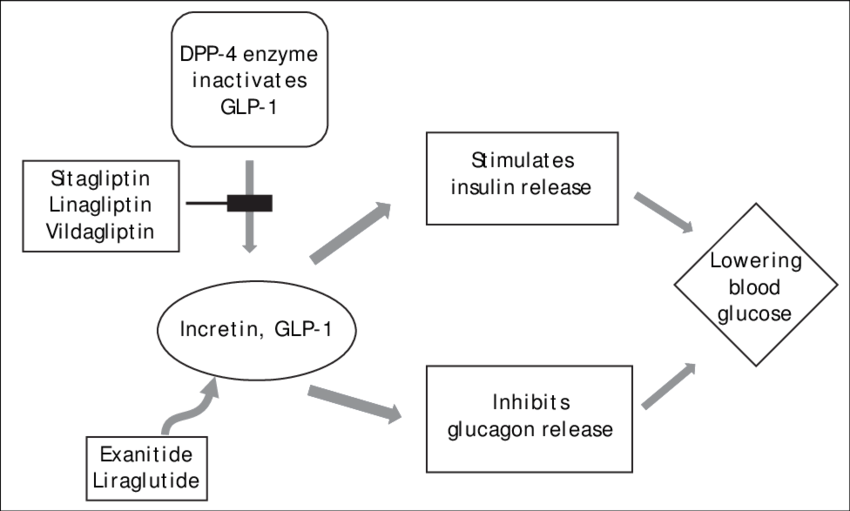 DPP-4 enzyme
inactivates
GLP-1
Sitagliptin
Linagliptin
Vildagliptin
Stimulates
insulin release
Lowering
blood
glucose
Incretin, GLP-1
Inhibits
glucagon release
Exanitide
Liraglutide